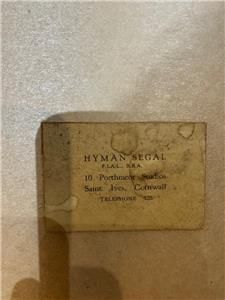 HYMAN SEGAL
10 Porthmeor Studios
Saint Ives, Cornwall
TELEPHONE